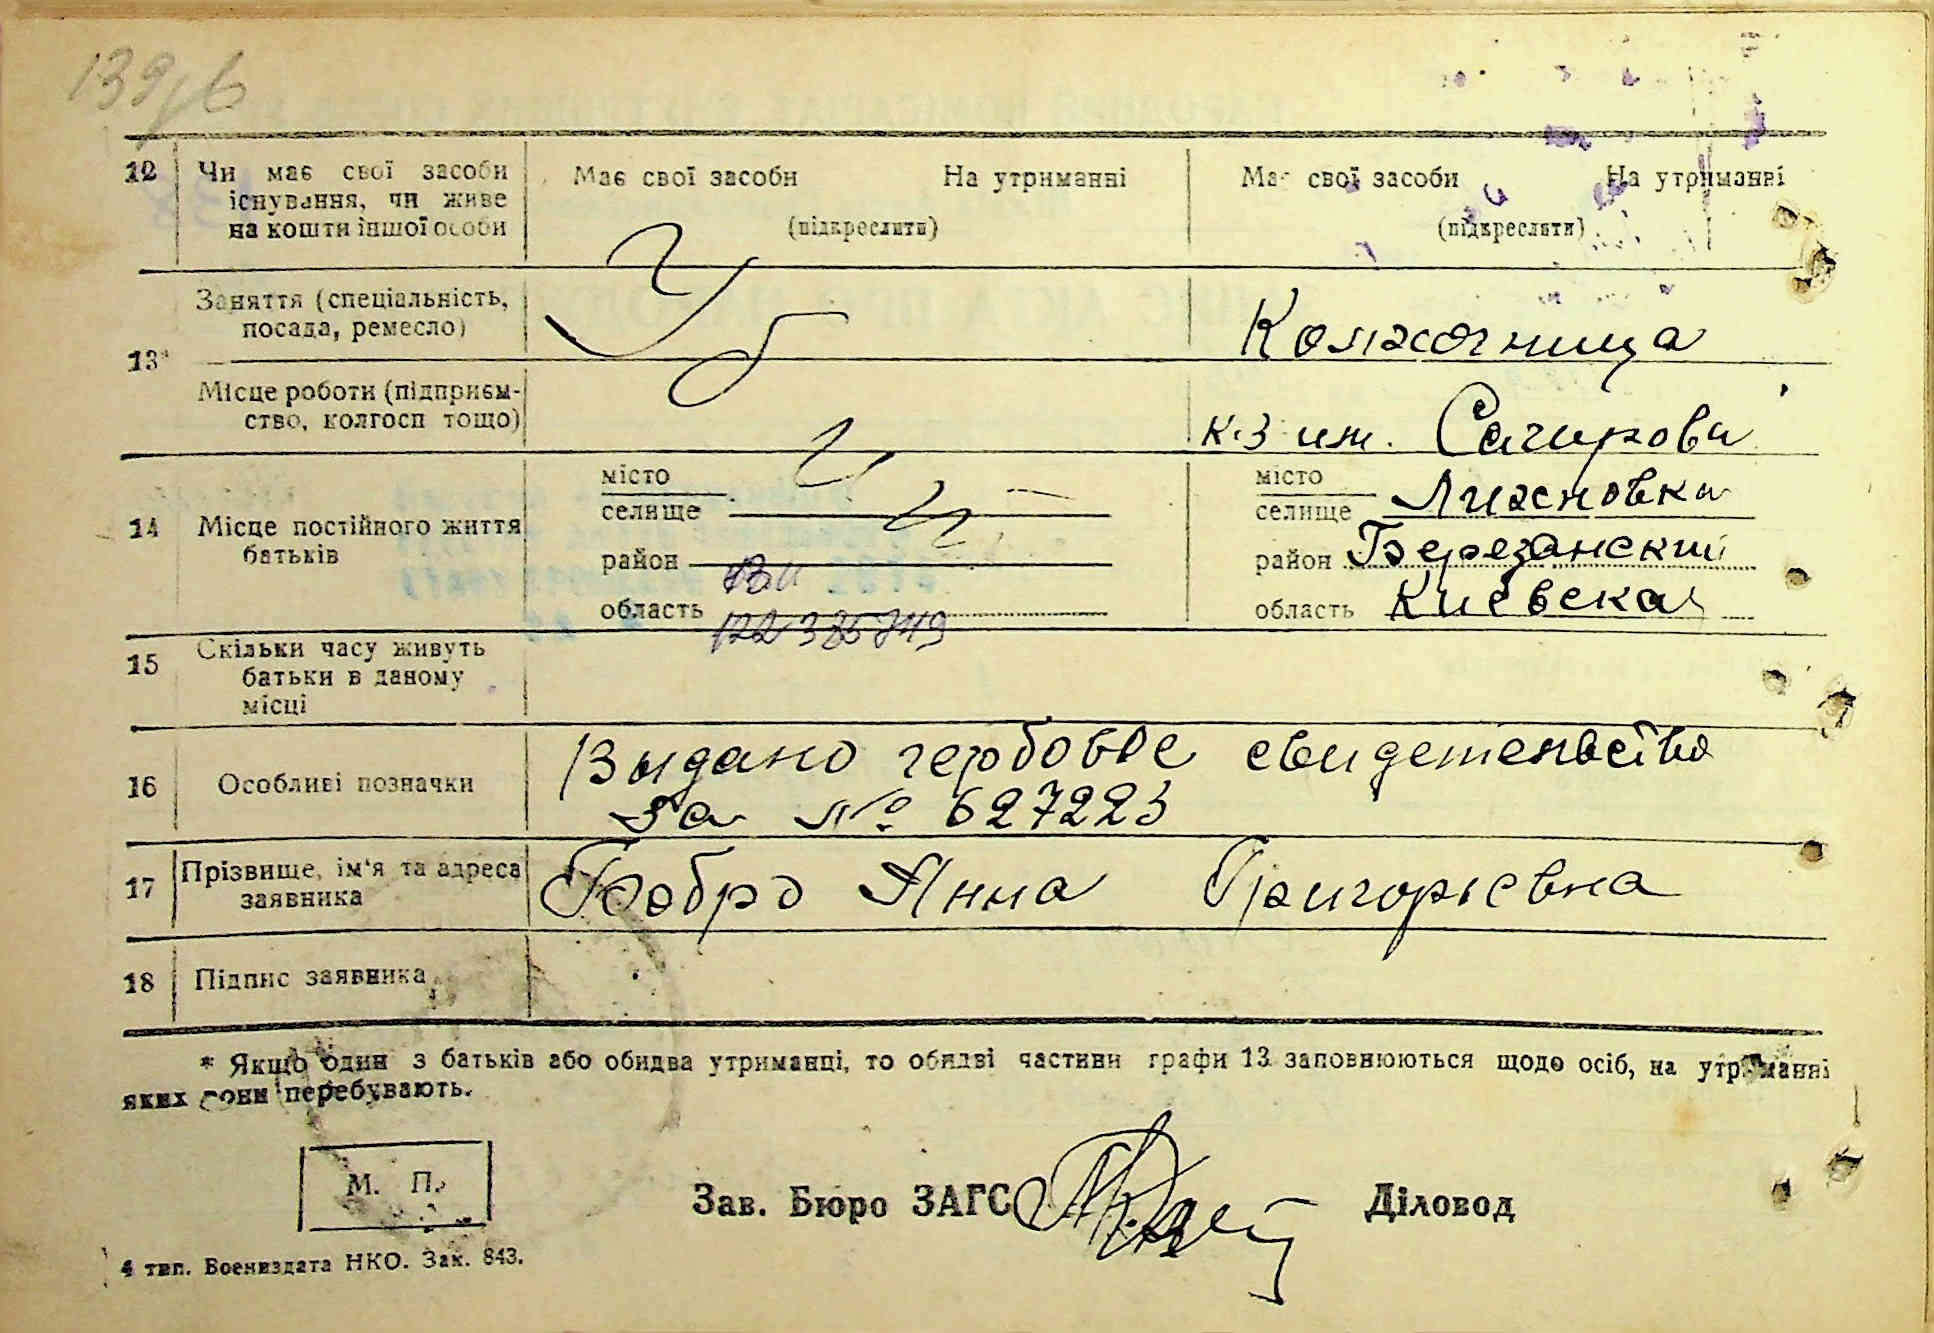 139/б
12 Чи має свої засоби існування, чи живе на кошти іншої особи
Має свої засоби На утриманні
(підкреслити)
Має свої засоби На утриманні
(підкреслити)
13*
Заняття (спеціальність, посада, ремесло)
Колхозница
Місце роботи (підприємство, колгосп тощо)
к-з им.
14 Місце постійного життя батьків
місто
селище
район
область
122385749
місто
селище
район Березанский
область Киевская
15 Скільки часу живуть батьки в даному місці
16 Особливі позначки
Выдано гербовое свидетельство
за № 627223
17 Прізвище, ім'я та адреса заявника
Бобро Анна Григорьевна
18 Підпис заявника
* Якщо один з батьків або обидва утриманці, то обидві частини графи 13 заповнюються щодо осіб, на утриманні
яких вони перебувають.
М. П.
Зав. Бюро ЗАГС Діловод
4 тип. Воениздата НКО. Зак. 843.